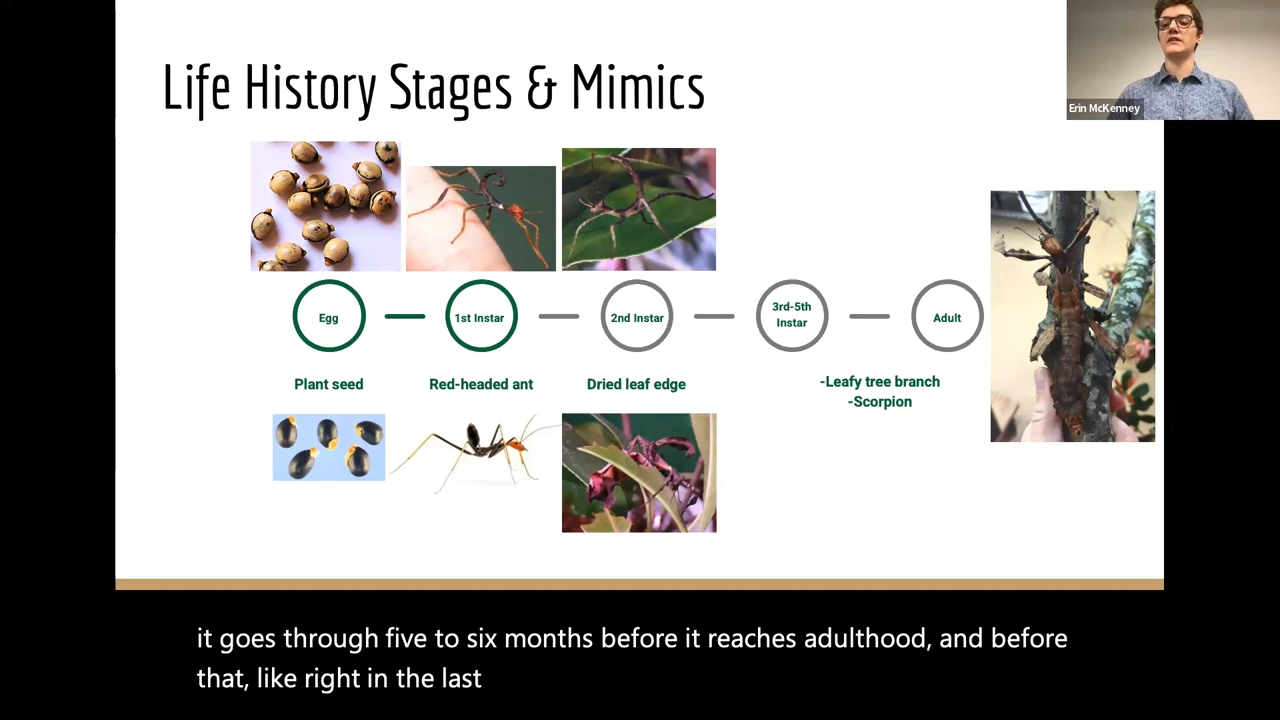 Life History Stages & Mimics
Erin McKenney
Egg
1st Instar
2nd Instar
3rd-5th
Instar
Adult
Plant seed
Red-headed ant
Dried leaf edge
-Leafy tree branch
-Scorpion
it goes through five to six months before it reaches adulthood, and before
that, like right in the last